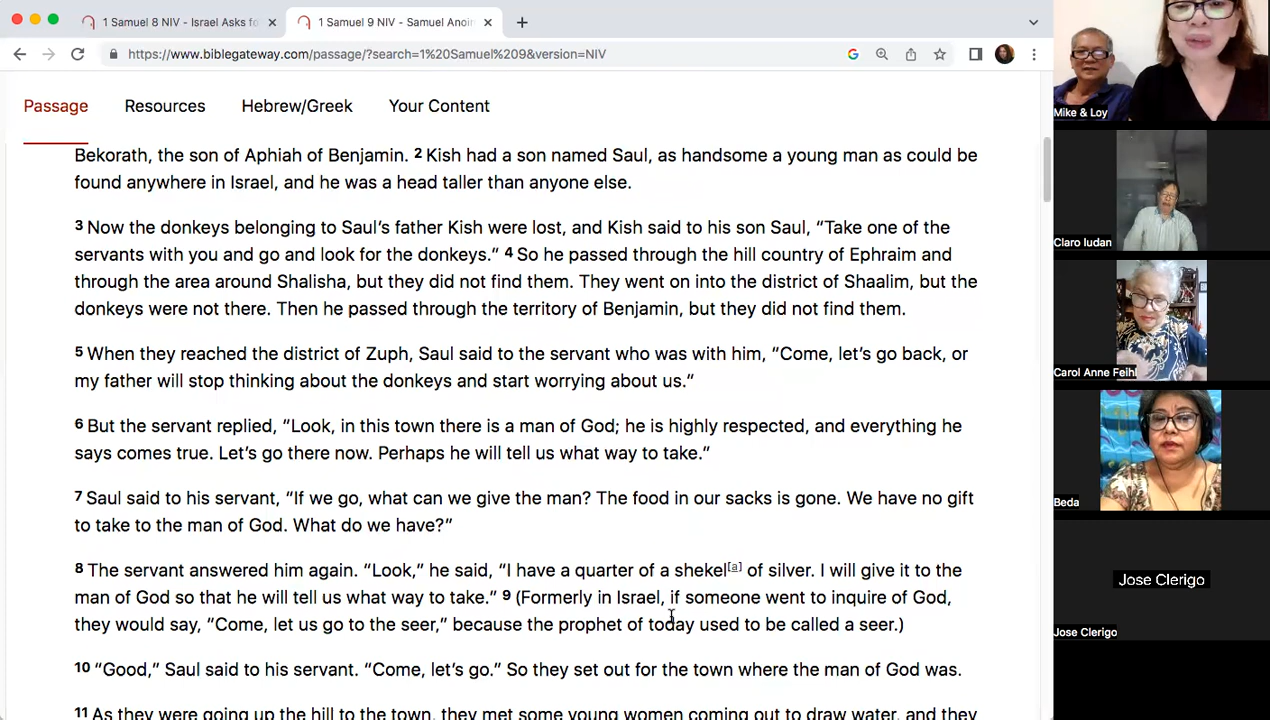 1 Samuel 8 NIV - Israel Asks fo
1 Samuel 9 NIV - Samuel Anoin
https://www.biblegateway.com/passage/?search=1%20Samuel%209&version=NIV
Passage
Resources
Hebrew/Greek
Your Content
Bekorath, the son of Aphiah of Benjamin. 2 Kish had a son named Saul, as handsome a young man as could be
found anywhere in Israel, and he was a head taller than anyone else.
3 Now the donkeys belonging to Saul’s father Kish were lost, and Kish said to his son Saul, “Take one of the
servants with you and go and look for the donkeys.” 4 So he passed through the hill country of Ephraim and
through the area around Shalisha, but they did not find them. They went on into the district of Shaalim, but the
donkeys were not there. Then he passed through the territory of Benjamin, but they did not find them.
5 When they reached the district of Zuph, Saul said to the servant who was with him, “Come, let’s go back, or
my father will stop thinking about the donkeys and start worrying about us.”
6 But the servant replied, “Look, in this town there is a man of God; he is highly respected, and everything he
says comes true. Let’s go there now. Perhaps he will tell us what way to take.”
7 Saul said to his servant, “If we go, what can we give the man? The food in our sacks is gone. We have no gift
to take to the man of God. What do we have?”
8 The servant answered him again. “Look,” he said, “I have a quarter of a shekel[a] of silver. I will give it to the
man of God so that he will tell us what way to take.” 9 (Formerly in Israel, if someone went to inquire of God,
they would say, “Come, let us go to the seer,” because the prophet of today used to be called a seer.)
10 “Good,” Saul said to his servant. “Come, let’s go.” So they set out for the town where the man of God was.
11 As they were going up the hill to the town, they met some young women coming out to draw water, and they
Mike & Loy
Claro Iudan
Carol Anne Feihl
Beda
Jose Clerigo
Jose Clerigo